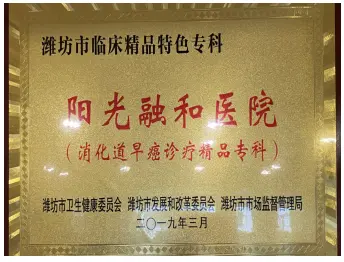 潍坊市临床精品特色专科
阳光融和医院
(消化道早癌诊疗精品专科)
潍坊市卫生健康委员会 潍坊市发展和改革委员会 潍坊市市场监督管理局
二〇一九年三月